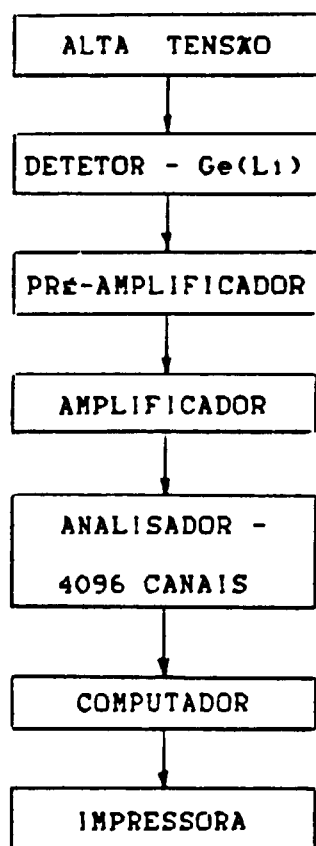 ALTA TENSÃO
DETETOR - Ge(Li)
PRÉ-AMPLIFICADOR
AMPLIFICADOR
ANALISADOR -
4096 CANAIS
COMPUTADOR
IMPRESSORA